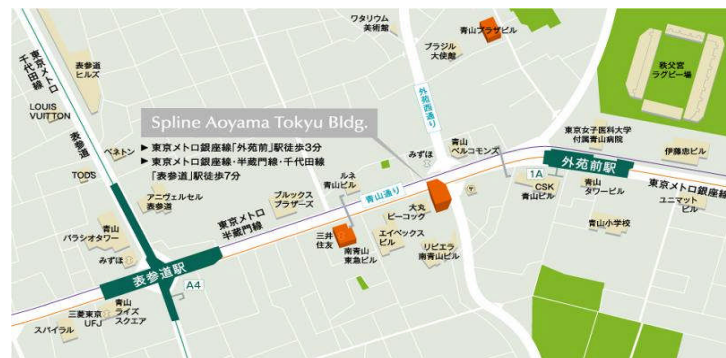 ワタリウム
美術館
青山プラザビル
ブラジル
大使館
秩父宮
ラグビー場
東京メトロ
千代田線
表参道
ヒルズ
LOUIS
VUITTON
表参道
ベネトン
TOD'S
Spline Aoyama Tokyu Bldg.
▶ 東京メトロ銀座線「外苑前」駅徒歩3分
▶ 東京メトロ銀座線・半蔵門線・千代田線
「表参道」駅徒歩7分
外苑西通り
みずほ
青山
ベルコモンズ
東京女子医科大学
付属青山病院
伊藤忠ビル
外苑前駅
1A
CSK
青山ビル
青山
タワービル
東京メトロ銀座線
ユニマット
ビル
青山小学校
アニヴェルセル
表参道
ブルックス
ブラザーズ
ルネ
青山ビル
青山通り
大丸
ピーコック
東京メトロ
半蔵門線
青山
パラシオタワー
みずほ
三井
住友
南青山
東急ビル
エイベックス
ビル
リビエラ
南青山ビル
表参道駅
A4
スパイラル
三菱東京
UFJ
青山
ライズ
スクエア